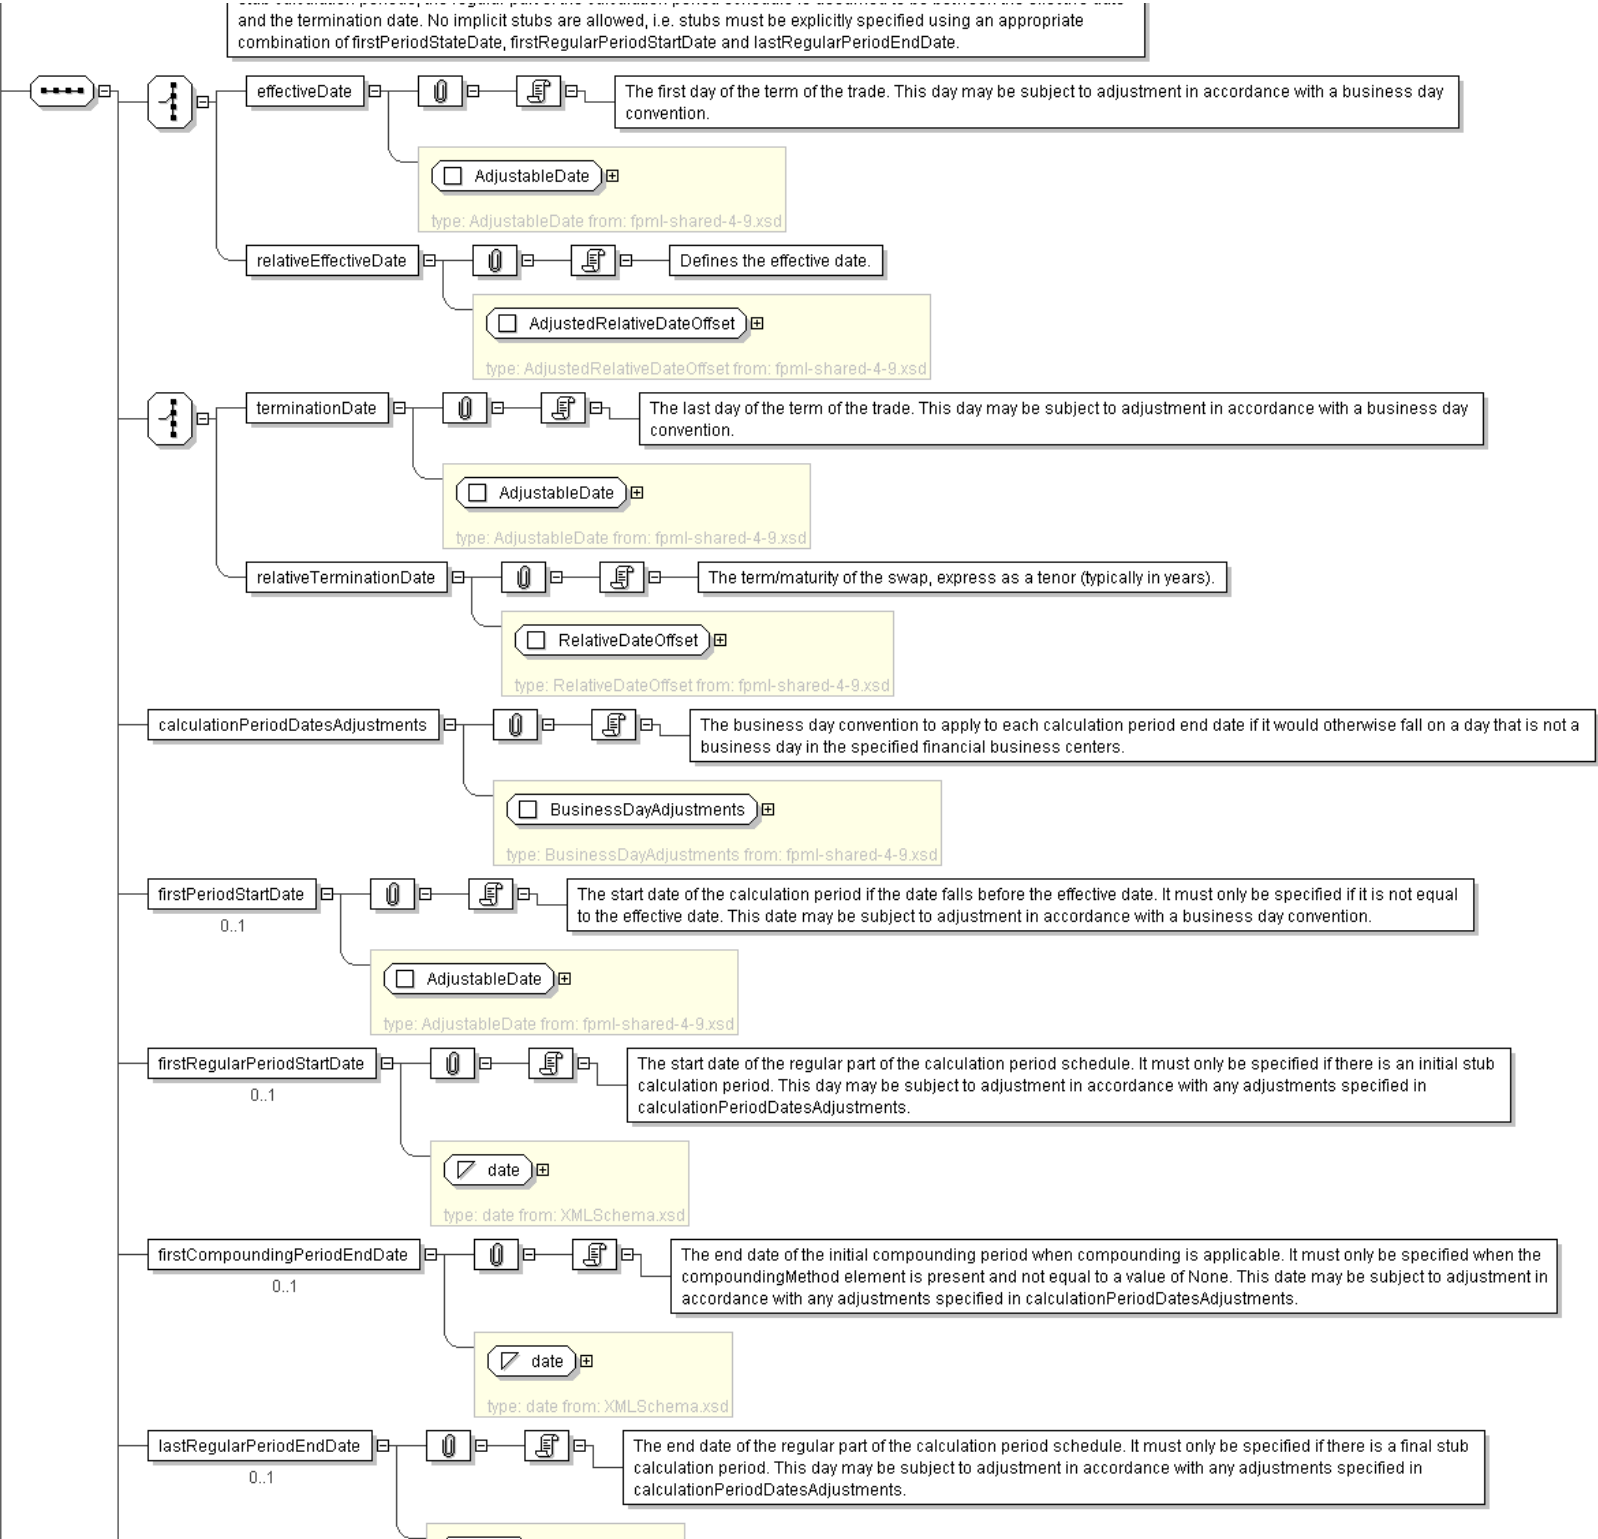 stub calculation periods, the regular part of the calculation period schedule is assumed to be between the effective date
and the termination date. No implicit stubs are allowed, i.e. stubs must be explicitly specified using an appropriate
combination of firstPeriodStateDate, firstRegularPeriodStartDate and lastRegularPeriodEndDate.
effectiveDate
The first day of the term of the trade. This day may be subject to adjustment in accordance with a business day
convention.
AdjustableDate
type: AdjustableDate from: fpml-shared-4-9.xsd
relativeEffectiveDate
Defines the effective date.
AdjustedRelativeDateOffset
type: AdjustedRelativeDateOffset from: fpml-shared-4-9.xsd
terminationDate
The last day of the term of the trade. This day may be subject to adjustment in accordance with a business day
convention.
AdjustableDate
type: AdjustableDate from: fpml-shared-4-9.xsd
relativeTerminationDate
The term/maturity of the swap, express as a tenor (typically in years).
RelativeDateOffset
type: RelativeDateOffset from: fpml-shared-4-9.xsd
calculationPeriodDatesAdjustments
The business day convention to apply to each calculation period end date if it would otherwise fall on a day that is not a
business day in the specified financial business centers.
BusinessDayAdjustments
type: BusinessDayAdjustments from: fpml-shared-4-9.xsd
firstPeriodStartDate
0..1
The start date of the calculation period if the date falls before the effective date. It must only be specified if it is not equal
to the effective date. This date may be subject to adjustment in accordance with a business day convention.
AdjustableDate
type: AdjustableDate from: fpml-shared-4-9.xsd
firstRegularPeriodStartDate
0..1
The start date of the regular part of the calculation period schedule. It must only be specified if there is an initial stub
calculation period. This day may be subject to adjustment in accordance with any adjustments specified in
calculationPeriodDatesAdjustments.
date
type: date from: XMLSchema.xsd
firstCompoundingPeriodEndDate
0..1
The end date of the initial compounding period when compounding is applicable. It must only be specified when the
compoundingMethod element is present and not equal to a value of None. This date may be subject to adjustment in
accordance with any adjustments specified in calculationPeriodDatesAdjustments.
date
type: date from: XMLSchema.xsd
lastRegularPeriodEndDate
0..1
The end date of the regular part of the calculation period schedule. It must only be specified if there is a final stub
calculation period. This day may be subject to adjustment in accordance with any adjustments specified in
calculationPeriodDatesAdjustments.